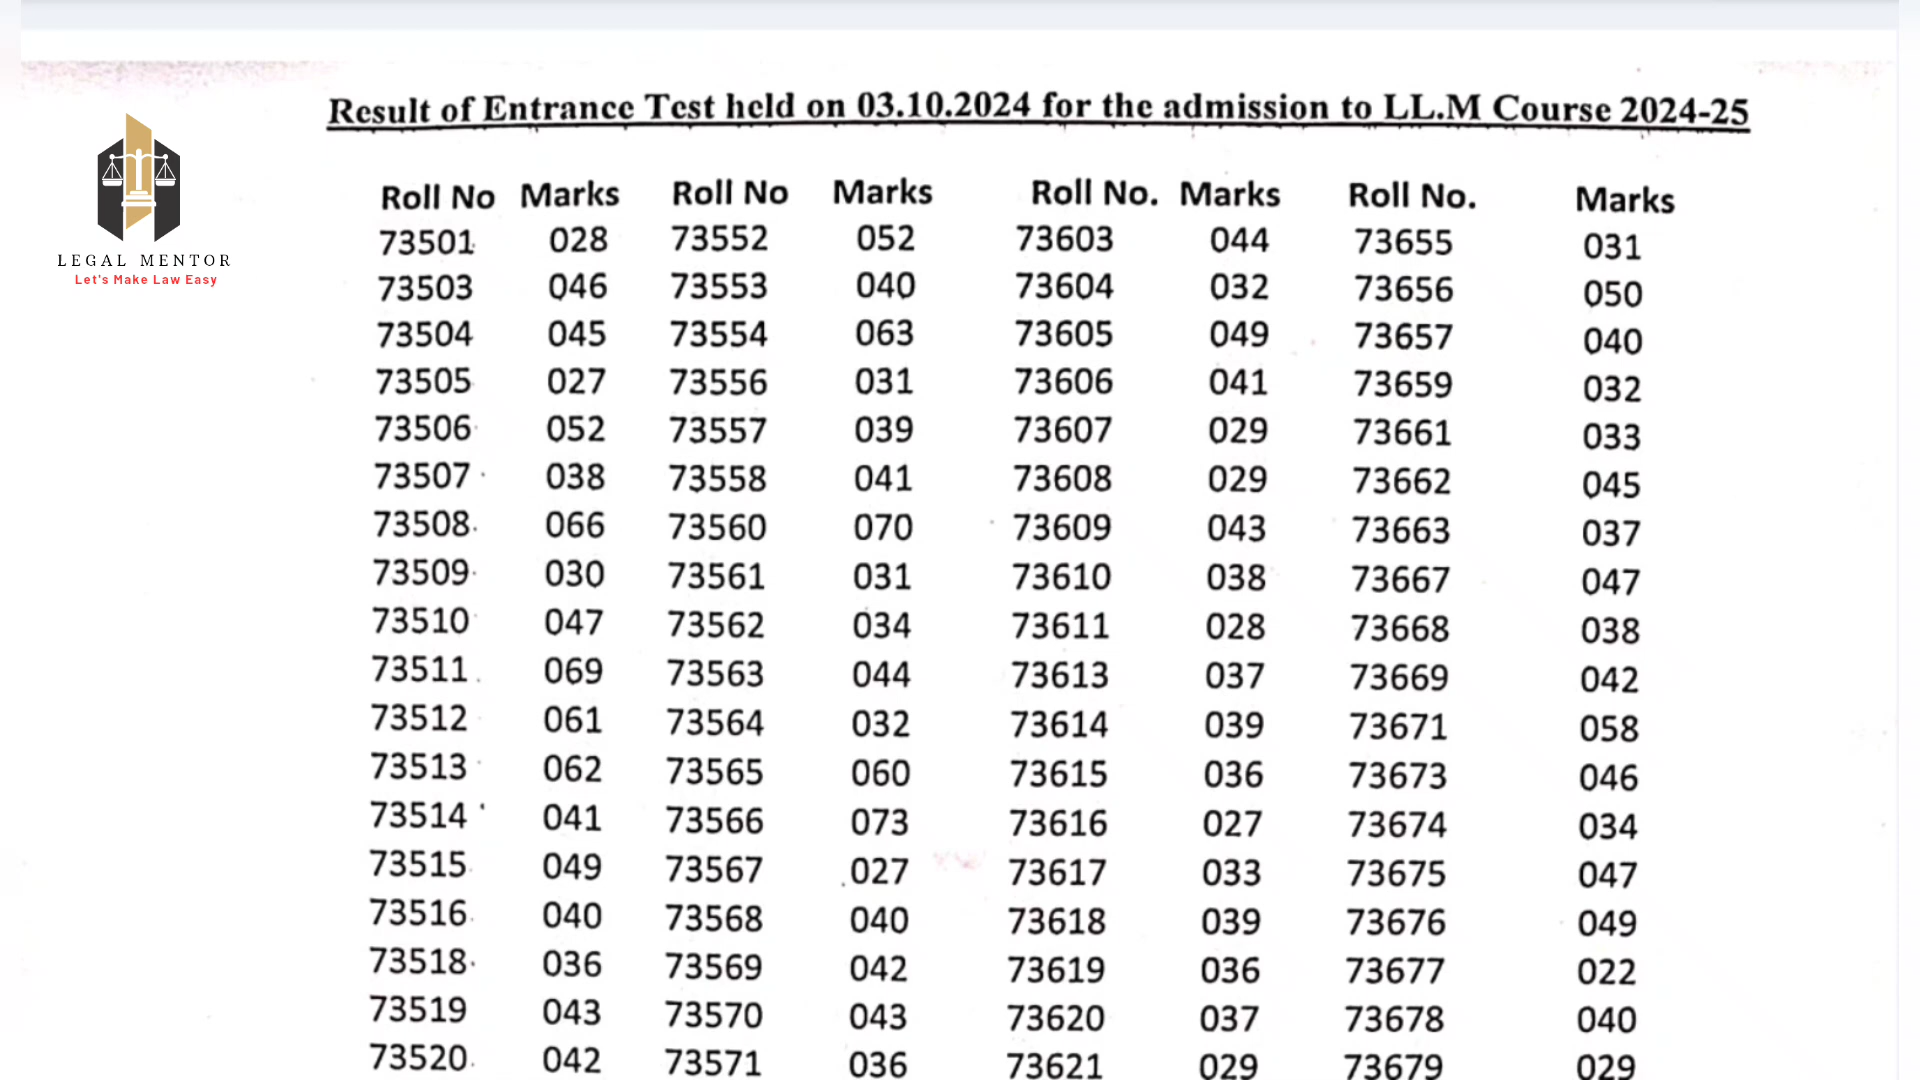 Result of Entrance Test held on 03.10.2024 for the admission to LL.M Course 2024-25
LEGAL MENTOR
Let's Make Law Easy
Roll No Marks Roll No Marks Roll No. Marks Roll No. Marks
73501 028 73552 052 73603 044 73655 031
73503 046 73553 040 73604 032 73656 050
73504 045 73554 063 73605 049 73657 040
73505 027 73556 031 73606 041 73659 032
73506 052 73557 039 73607 029 73661 033
73507 038 73558 041 73608 029 73662 045
73508 066 73560 070 73609 043 73663 037
73509 030 73561 031 73610 038 73667 047
73510 047 73562 034 73611 028 73668 038
73511 069 73563 044 73613 037 73669 042
73512 061 73564 032 73614 039 73671 058
73513 062 73565 060 73615 036 73673 046
73514 041 73566 073 73616 027 73674 034
73515 049 73567 027 73617 033 73675 047
73516 040 73568 040 73618 039 73676 049
73518 036 73569 042 73619 036 73677 022
73519 043 73570 043 73620 037 73678 040
73520 042 73571 036 73621 029 73679 029